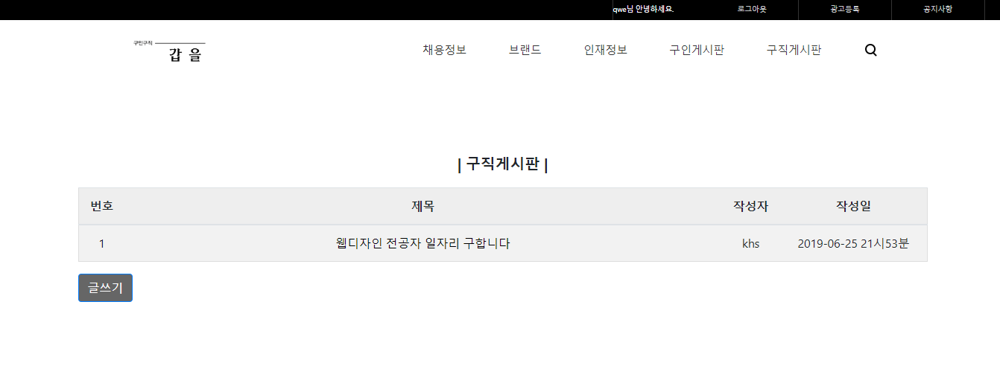 qwe님 안녕하세요. 로그아웃 광고등록 공지사항
구인구직
갑 을
채용정보 브랜드 인재정보 구인게시판 구직게시판
| 구직게시판 |
번호 제목 작성자 작성일
1 웹디자인 전공자 일자리 구합니다 khs 2019-06-25 21시53분
글쓰기